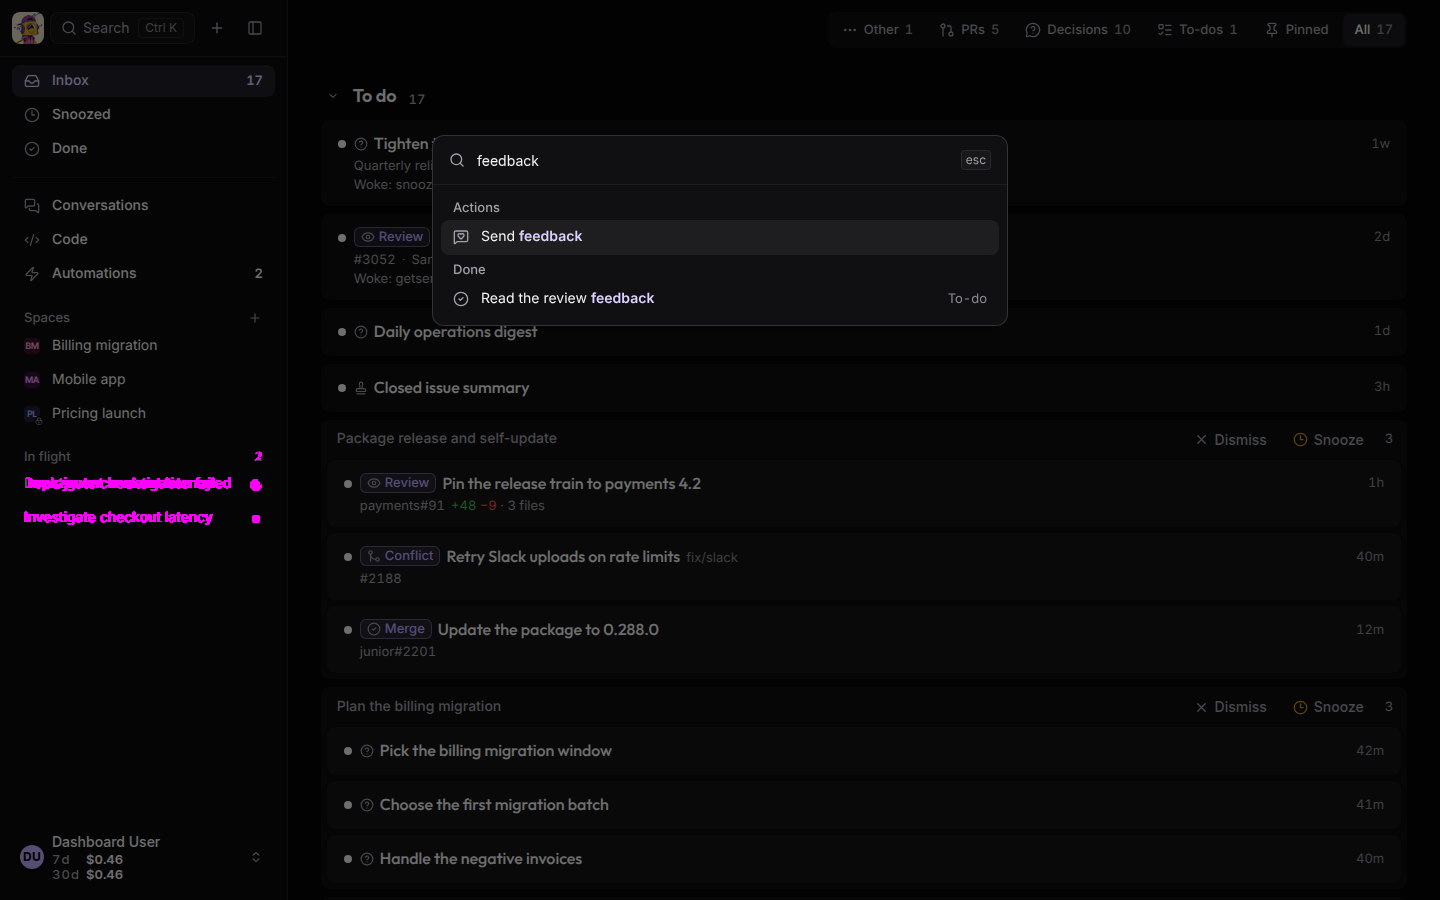 Search Ctrl K
Inbox 17
Snoozed
Done
Conversations
Code
Automations 2
Spaces
BM Billing migration
MA Mobile app
PL Pricing launch
In flight
Investigate checkout latency
DU Dashboard User
7d $0.46
30d $0.46
Other 1 PRs 5 Decisions 10 To-dos 1 Pinned All 17
To do 17
Tighten 1w
Quarterly reli
Woke: snooz
feedback esc
Actions
Send feedback
Done
Read the review feedback To-do
Review 2d
#3052 · Sar
Woke: getser
Daily operations digest 1d
Closed issue summary 3h
Package release and self-update Dismiss Snooze 3
Review Pin the release train to payments 4.2 1h
payments#91 +48 −9 · 3 files
Conflict Retry Slack uploads on rate limits fix/slack 40m
#2188
Merge Update the package to 0.288.0 12m
junior#2201
Plan the billing migration Dismiss Snooze 3
Pick the billing migration window 42m
Choose the first migration batch 41m
Handle the negative invoices 40m